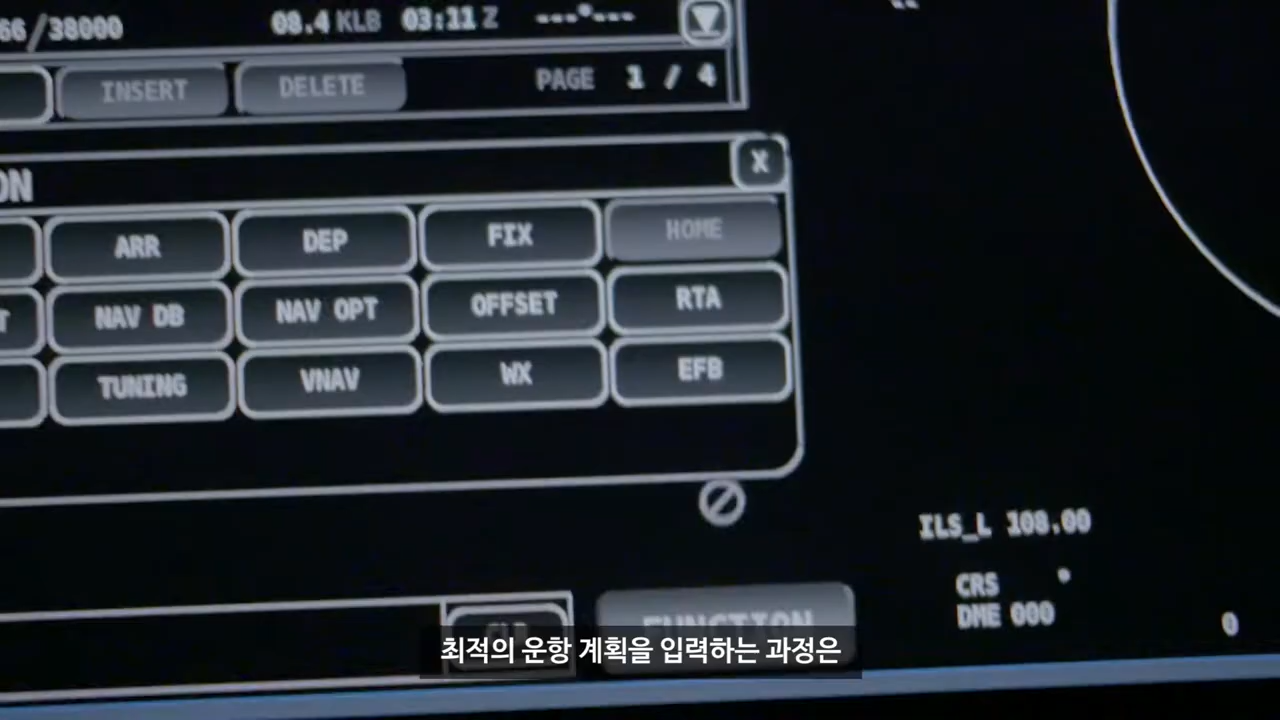 66/38000 08.4 KLB 03:11 Z ---°---
INSERT DELETE PAGE 1 / 4
ON X
ARR DEP FIX HOME
T NAV DB NAV OPT OFFSET RTA
TUNING VNAV WX EFB
ILS_L 108.00
CRS °
DME 000 0
CLR FUNCTION
최적의 운항 계획을 입력하는 과정은